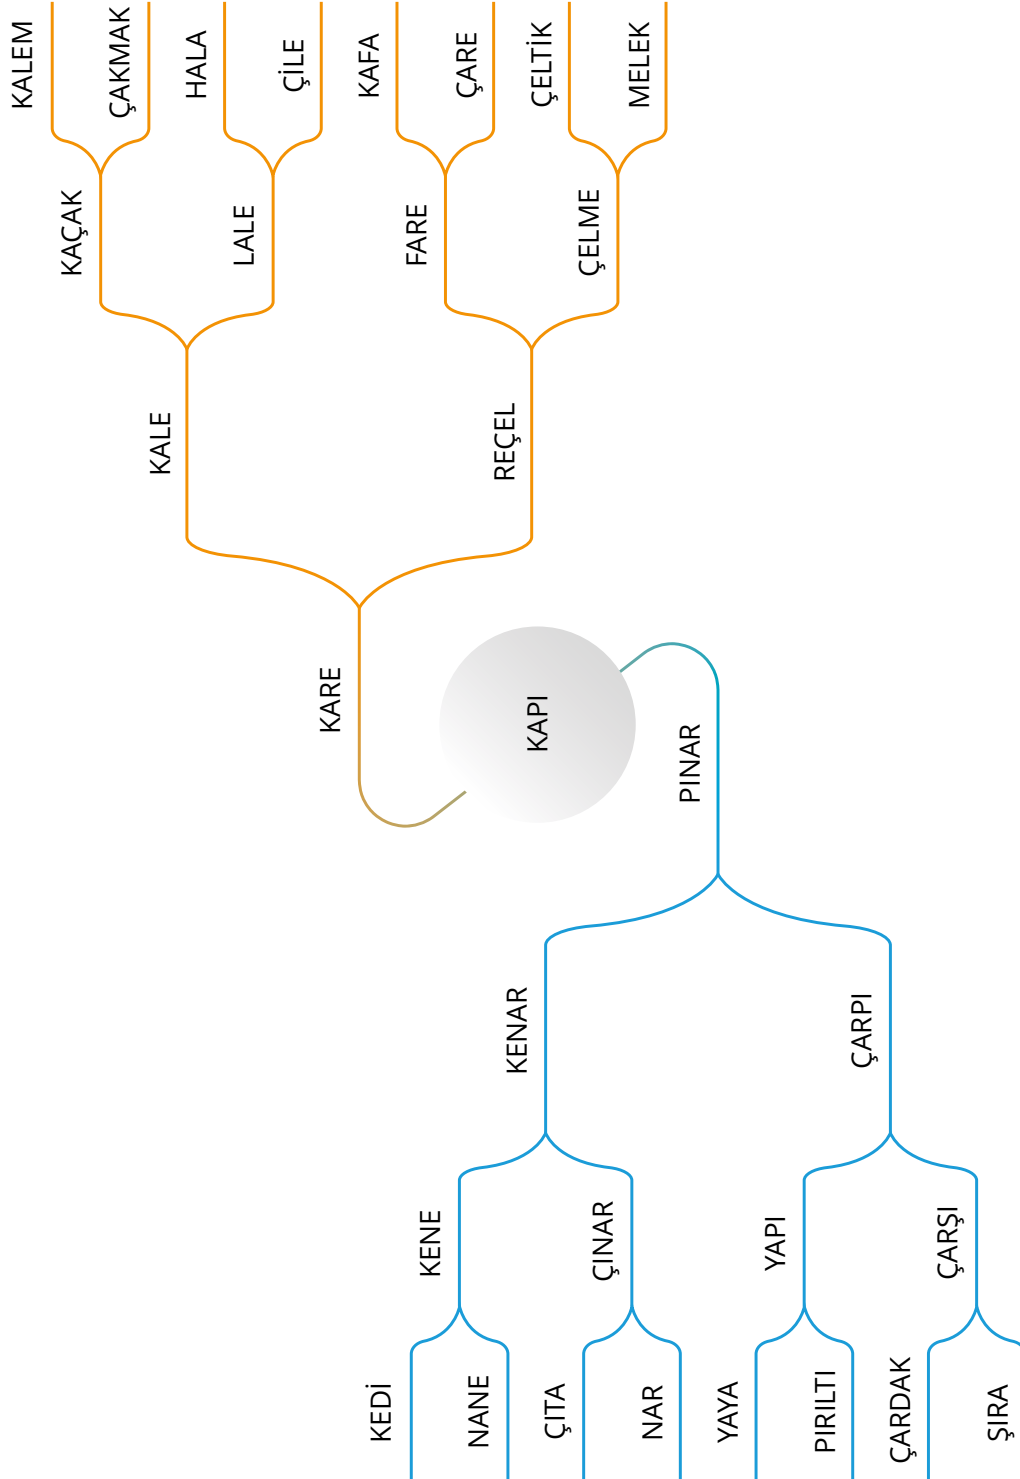 KALEM
ÇAKMAK
HALA
ÇİLE
KAFA
ÇARE
ÇELTİK
MELEK
KAÇAK
LALE
FARE
ÇELME
KALE
REÇEL
KARE
KAPI
PINAR
KENAR
ÇARPI
KENE
ÇINAR
YAPI
ÇARŞI
KEDİ
NANE
ÇITA
NAR
YAYA
PIRILTI
ÇARDAK
ŞIRA